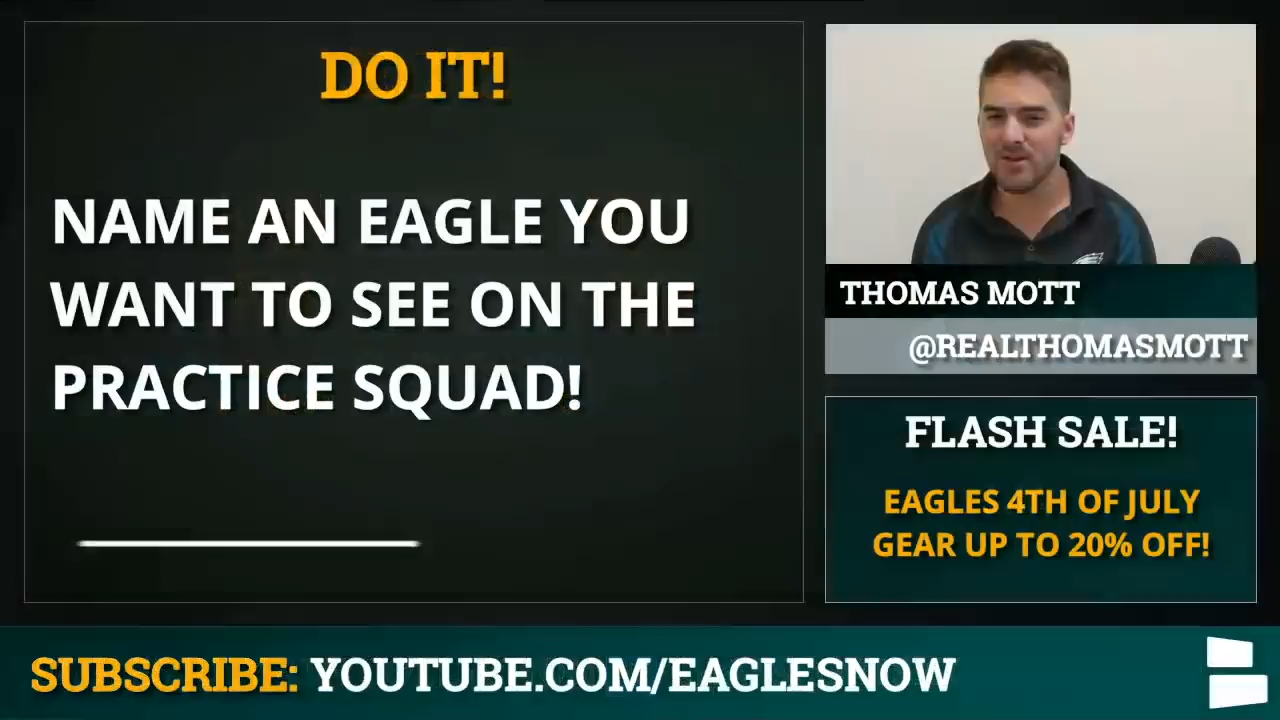 DO IT!
NAME AN EAGLE YOU
WANT TO SEE ON THE
PRACTICE SQUAD!
THOMAS MOTT
@REALTHOMASMOTT
FLASH SALE!
EAGLES 4TH OF JULY
GEAR UP TO 20% OFF!
SUBSCRIBE: YOUTUBE.COM/EAGLESNOW